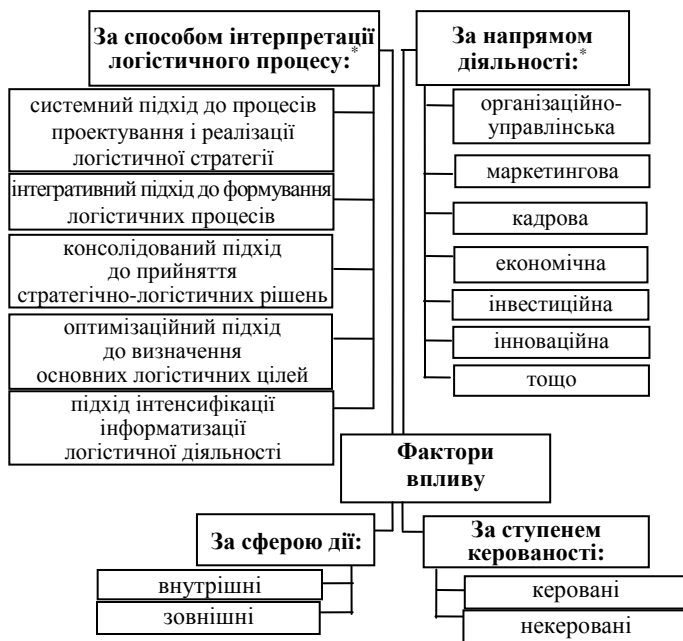 За способом інтерпретації
логістичного процесу:*
системний підхід до процесів
проектування і реалізації
логістичної стратегії
інтегративний підхід до формування
логістичних процесів
консолідований підхід
до прийняття
стратегічно-логістичних рішень
оптимізаційний підхід
до визначення
основних логістичних цілей
підхід інтенсифікації
інформатизації
логістичної діяльності
За напрямом
діяльності:*
організаційно-
управлінська
маркетингова
кадрова
економічна
інвестиційна
інноваційна
тощо
Фактори
впливу
За сферою дії:
внутрішні
зовнішні
За ступенем
керованості:
керовані
некеровані